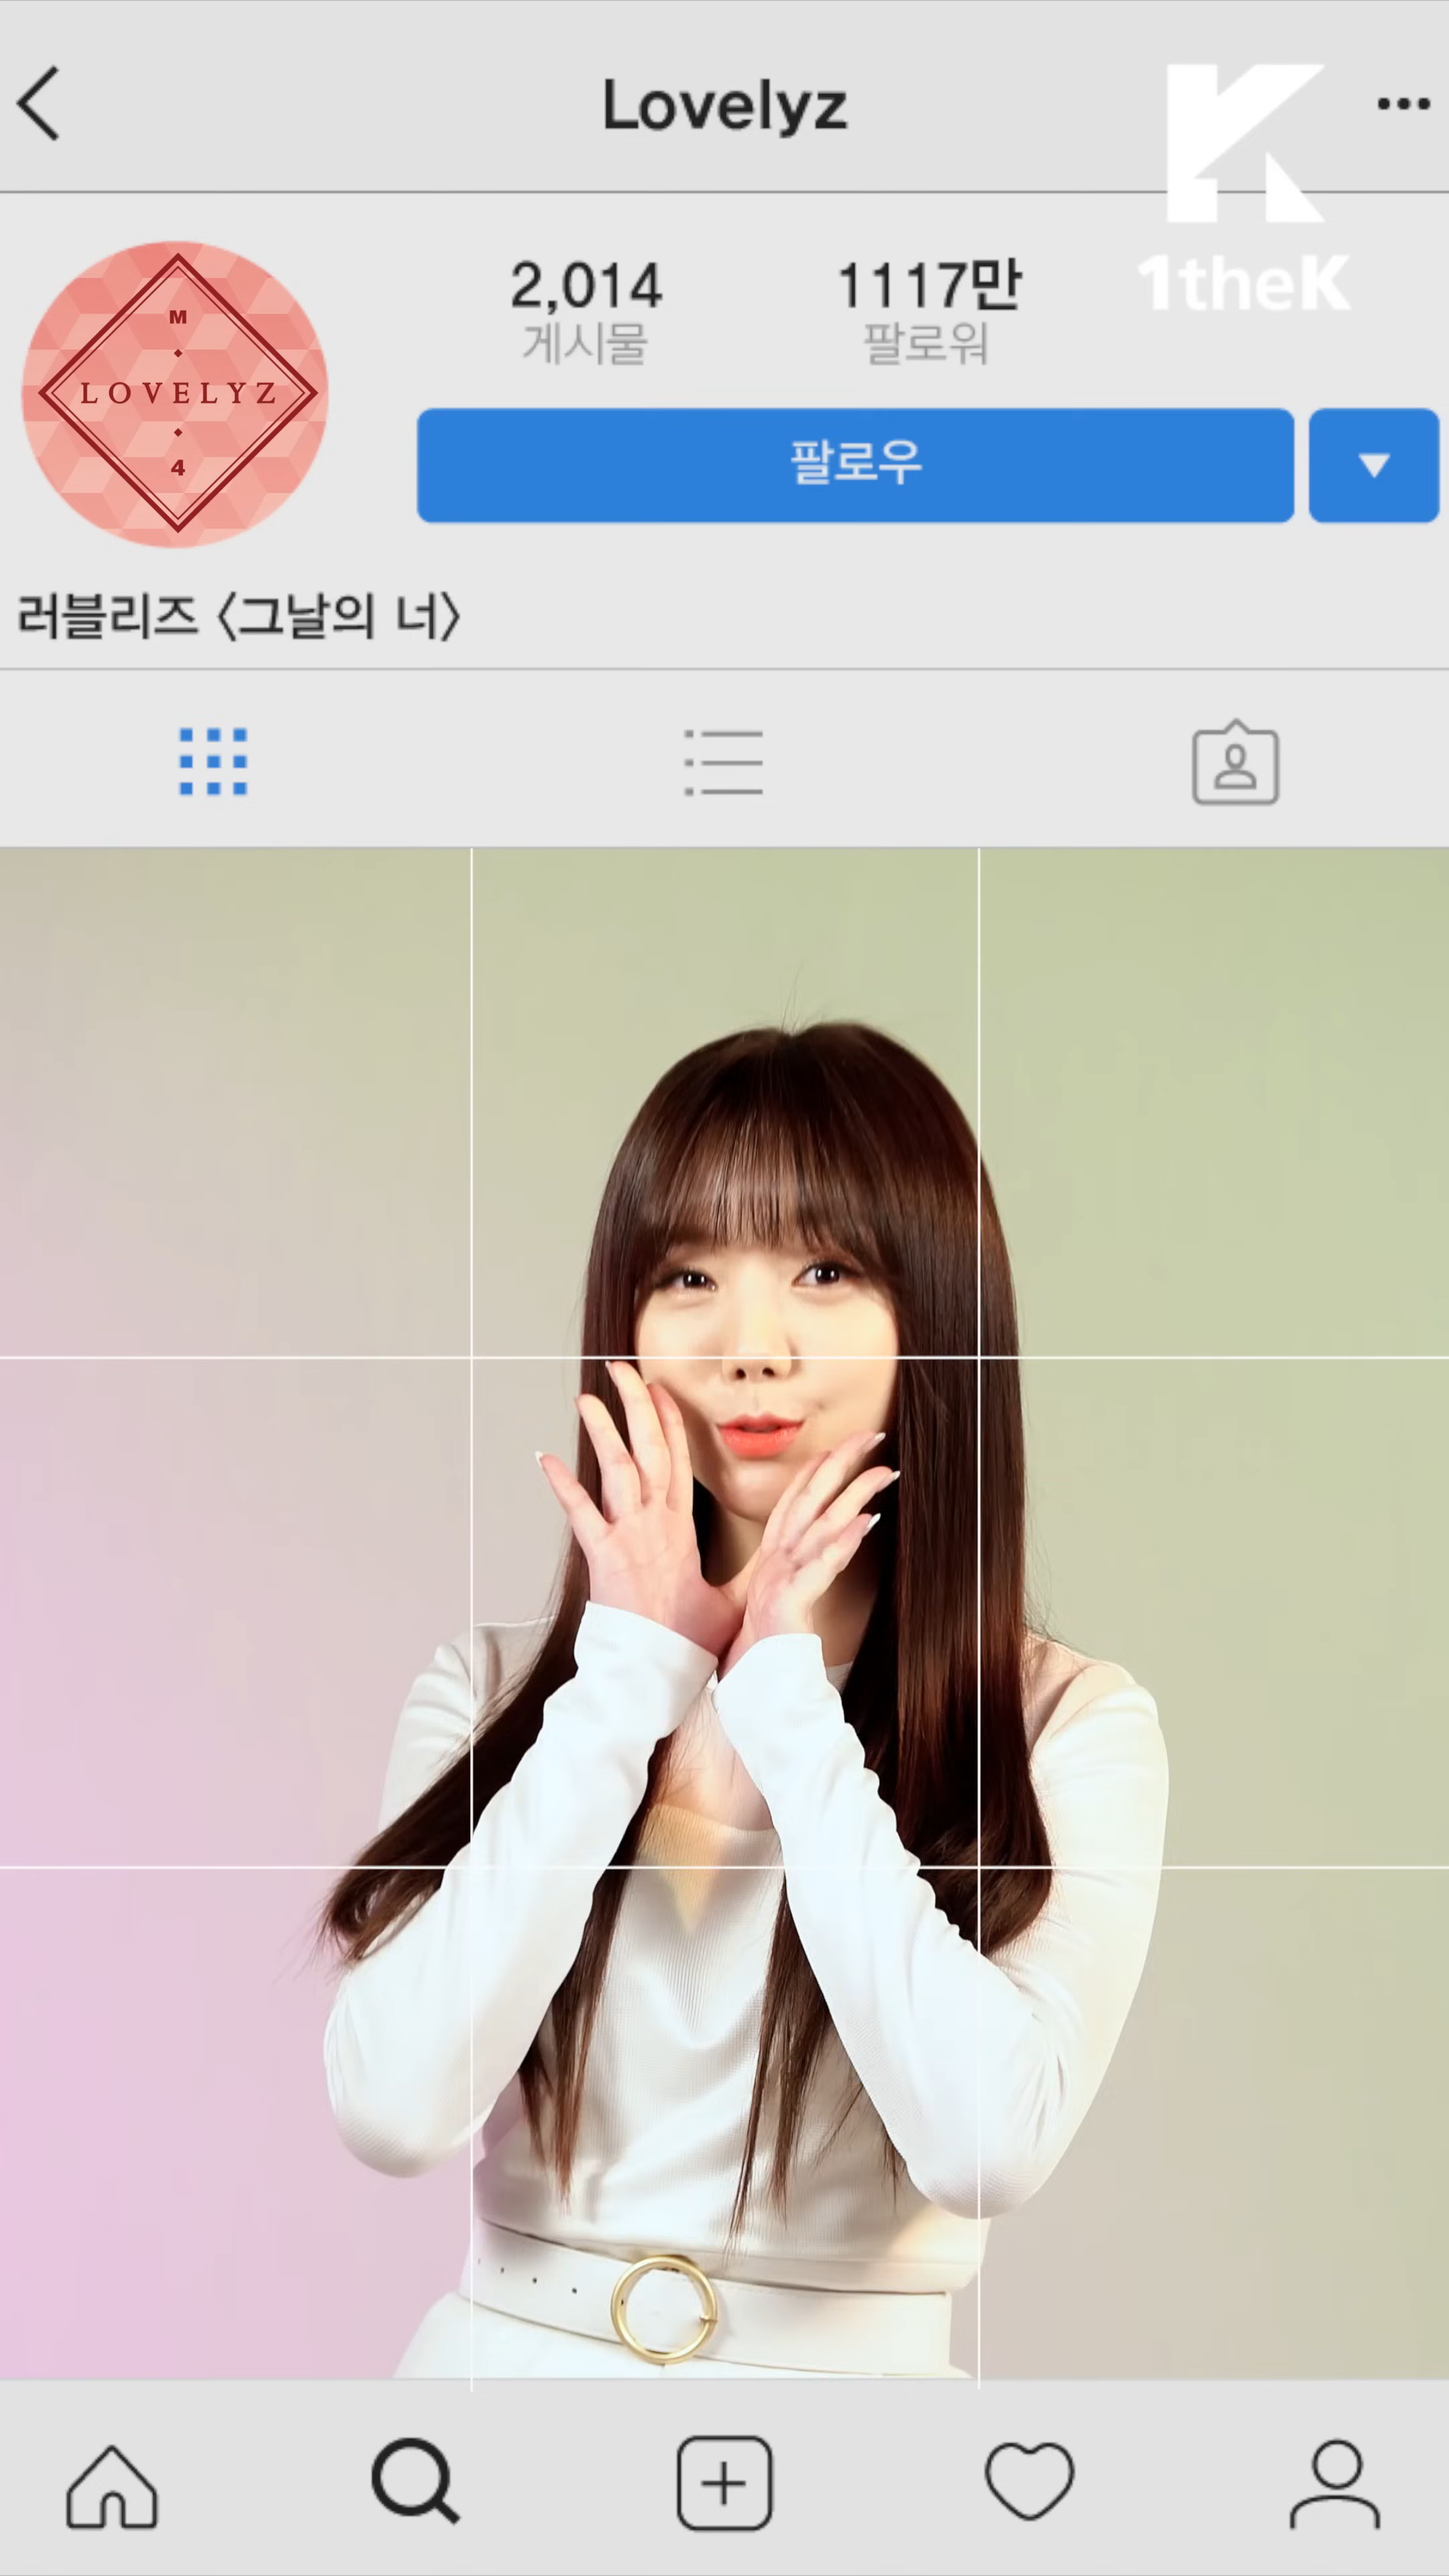 Lovelyz
1theK
M
LOVELYZ
4
2,014
1117만
게시물
팔로워
팔로우
러블리즈 〈그날의 너〉